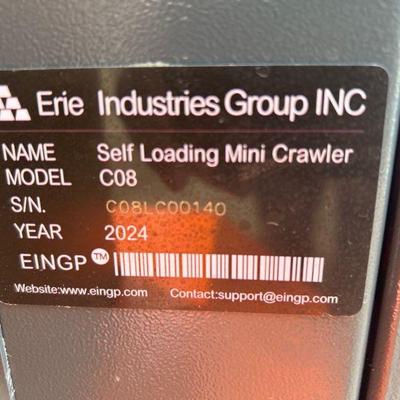 Erie Industries Group INC
NAME Self Loading Mini Crawler
MODEL C08
S/N. C08LC00140
YEAR 2024
EINGP™
Website:www.eingp.com Contact:support@eingp.com